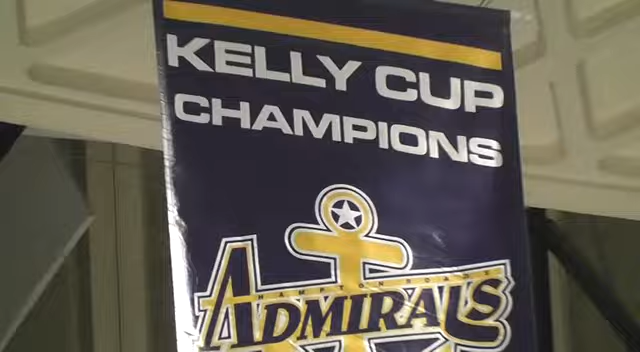 KELLY CUP
CHAMPIONS
HAMPTON ROADS
ADMIRALS